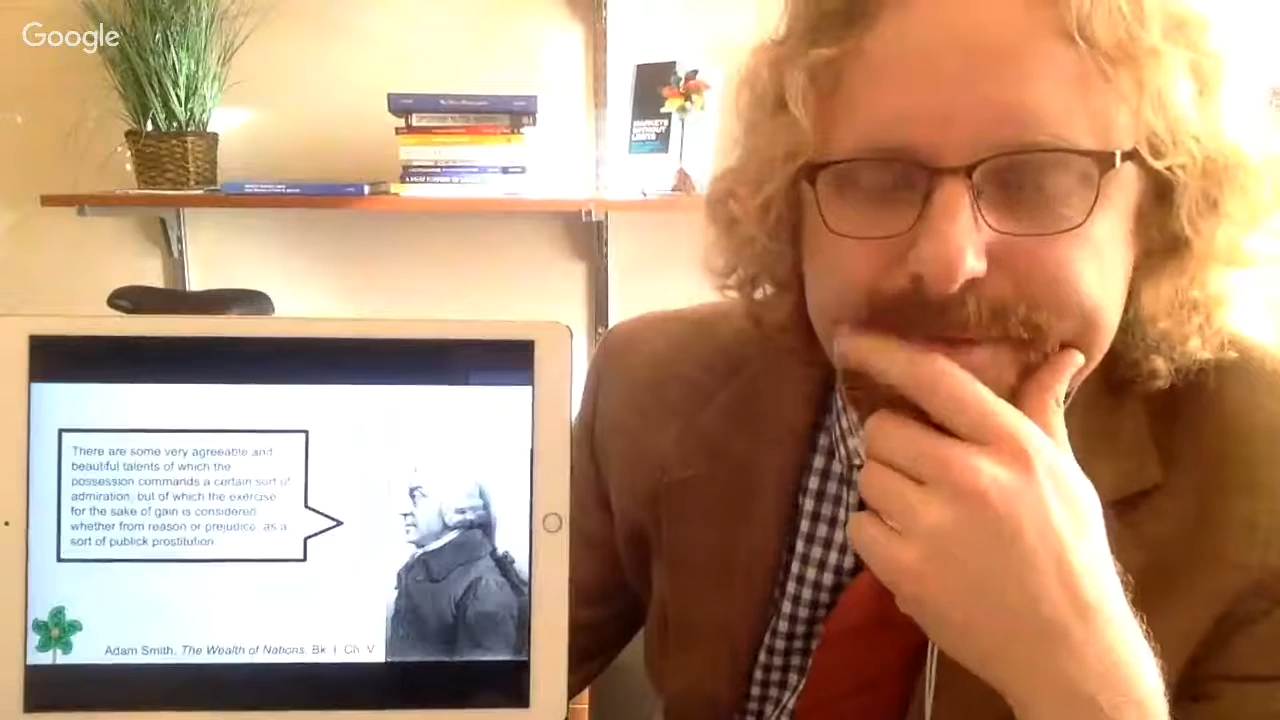 Google
MARKETS
WITHOUT
LIMITS
There are some very agreeable and
beautiful talents of which the
possession commands a certain sort of
admiration; but of which the exercise
for the sake of gain is considered,
whether from reason or prejudice, as a
sort of publick prostitution.
Adam Smith, The Wealth of Nations, Bk I Ch V